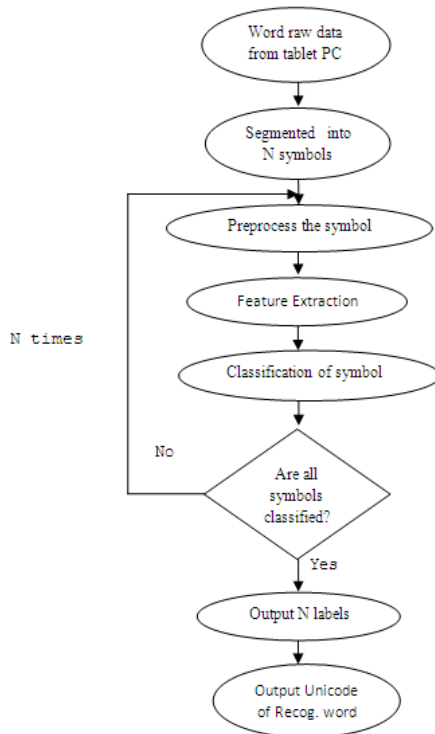 Word raw data
from tablet PC
Segmented into
N symbols
Preprocess the symbol
Feature Extraction
N times
Classification of symbol
No
Are all
symbols
classified?
Yes
Output N labels
Output Unicode
of Recog. word